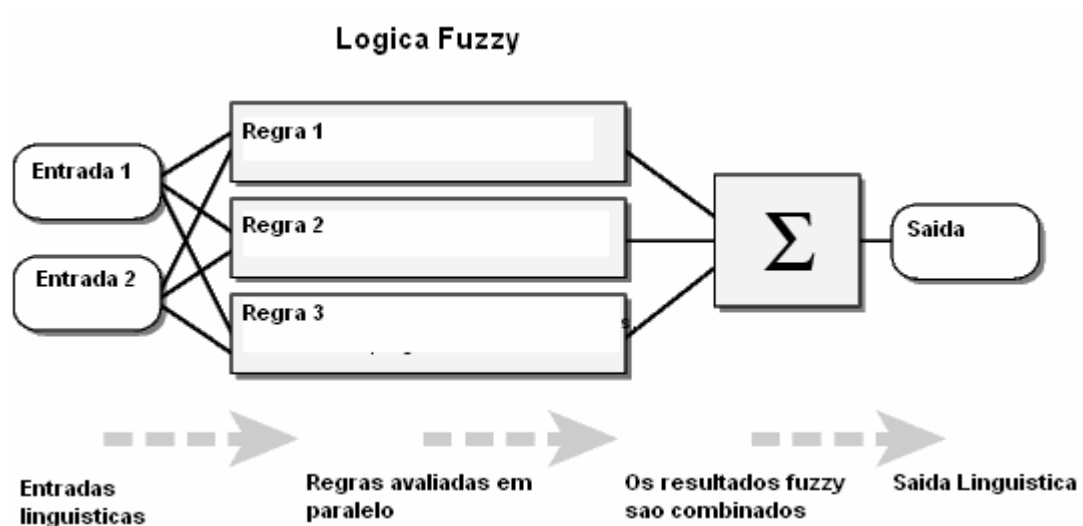 Logica Fuzzy
Regra 1
Entrada 1
Regra 2
Σ
Saida
Entrada 2
Regra 3
Entradas
linguisticas
Regras avaliadas em
paralelo
Os resultados fuzzy
sao combinados
Saida Linguistica